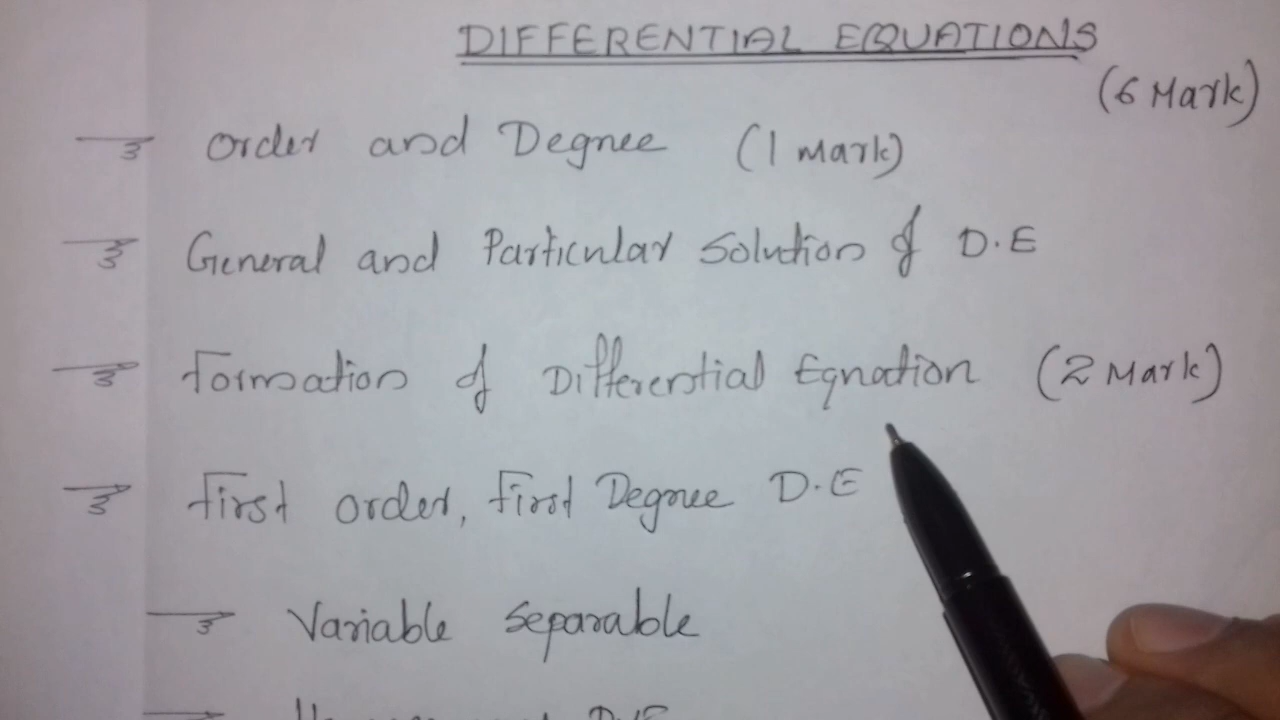 DIFFERENTIAL EQUATIONS
(6 Mark)
Order and Degree (1 Mark)
General and Particular Solution of D.E
Formation of Differential Equation (2 Mark)
First order, First Degree D.E
Variable Separable